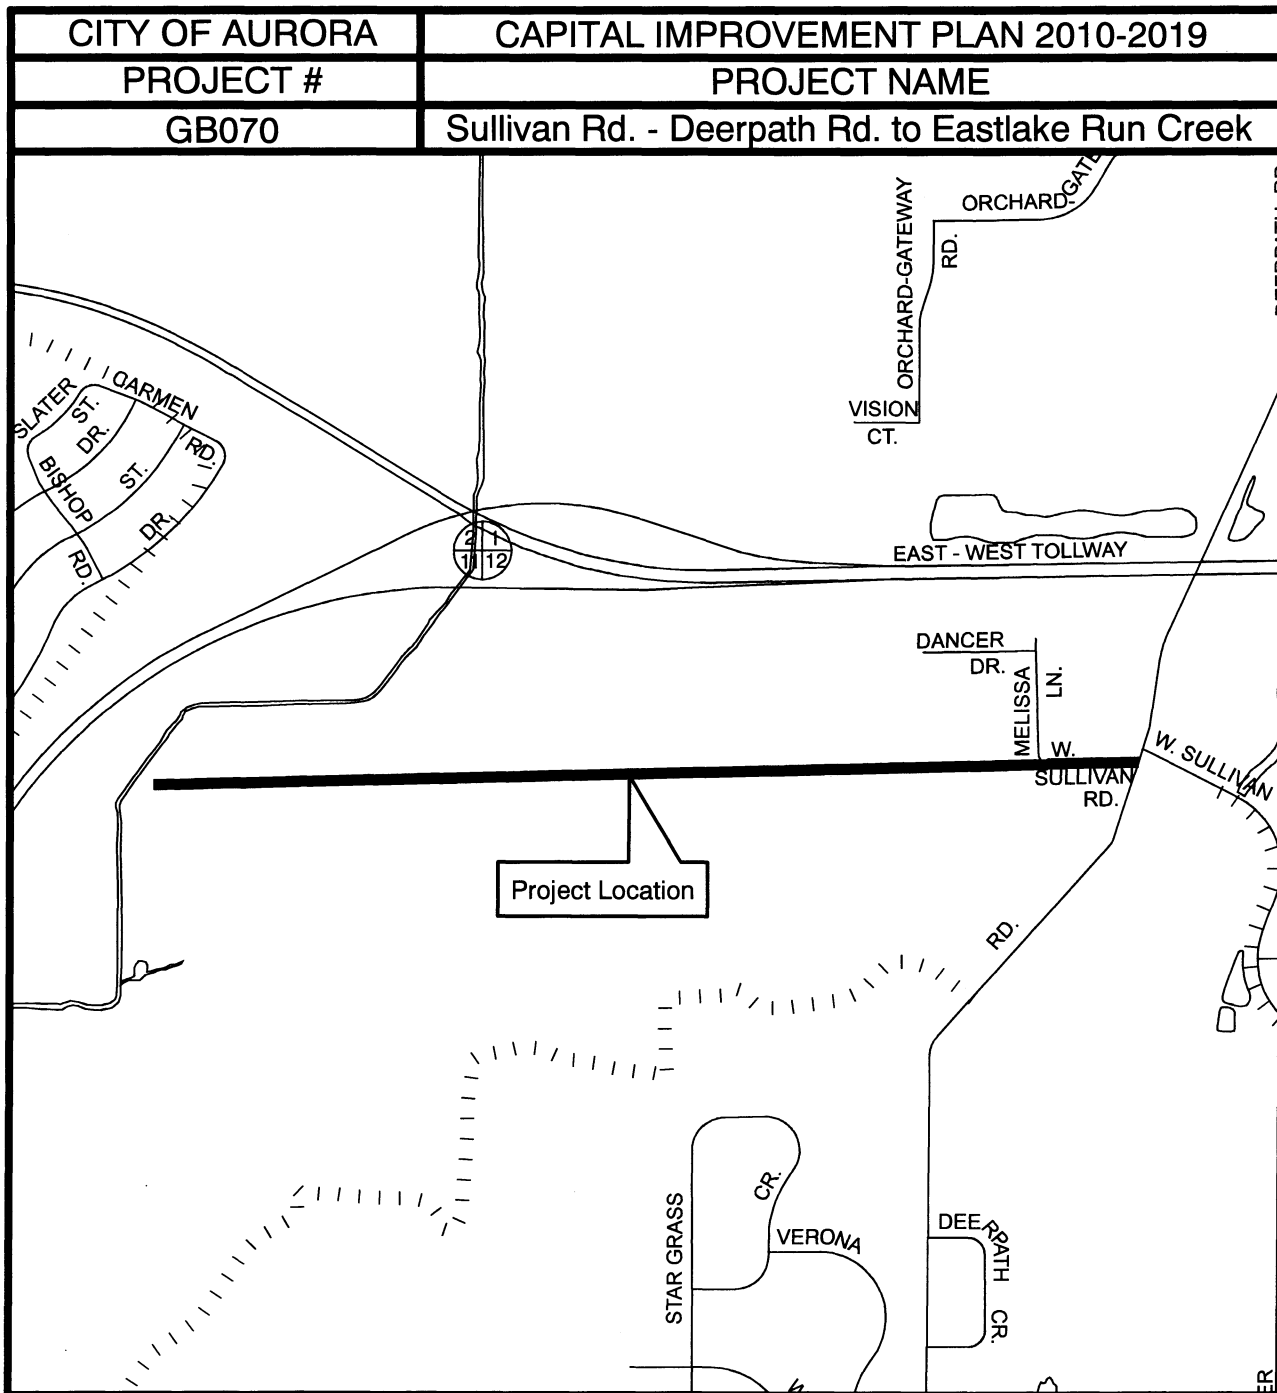 CITY OF AURORA
CAPITAL IMPROVEMENT PLAN 2010-2019
PROJECT #
PROJECT NAME
GB070
Sullivan Rd. - Deerpath Rd. to Eastlake Run Creek
ORCHARD-GATE
ORCHARD-GATEWAY
RD.
VISION
CT.
SLATER
ST.
CARMEN
RD.
DR.
BISHOP
RD.
ST.
DR.
2 1
11 12
EAST - WEST TOLLWAY
DANCER
DR.
MELISSA
LN.
W.
SULLIVAN
RD.
W. SULLIVAN
Project Location
RD.
STAR GRASS
CR.
VERONA
DEERPATH
CR.